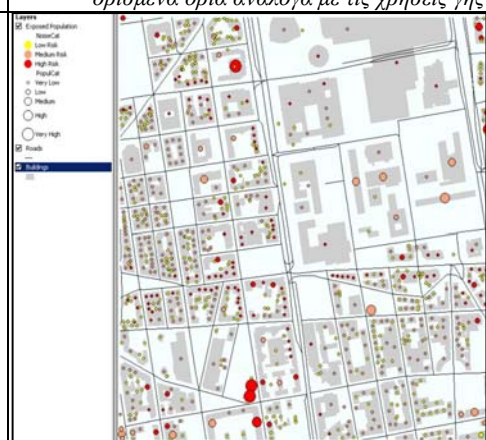 ορισμένα όρια ανάλογα με τις χρήσεις γης
Layers
Exposed Population
NoiseCat
Low Risk
Medium Risk
High Risk
PopulCat
Very Low
Low
Medium
High
Very High
Roads
Buildings